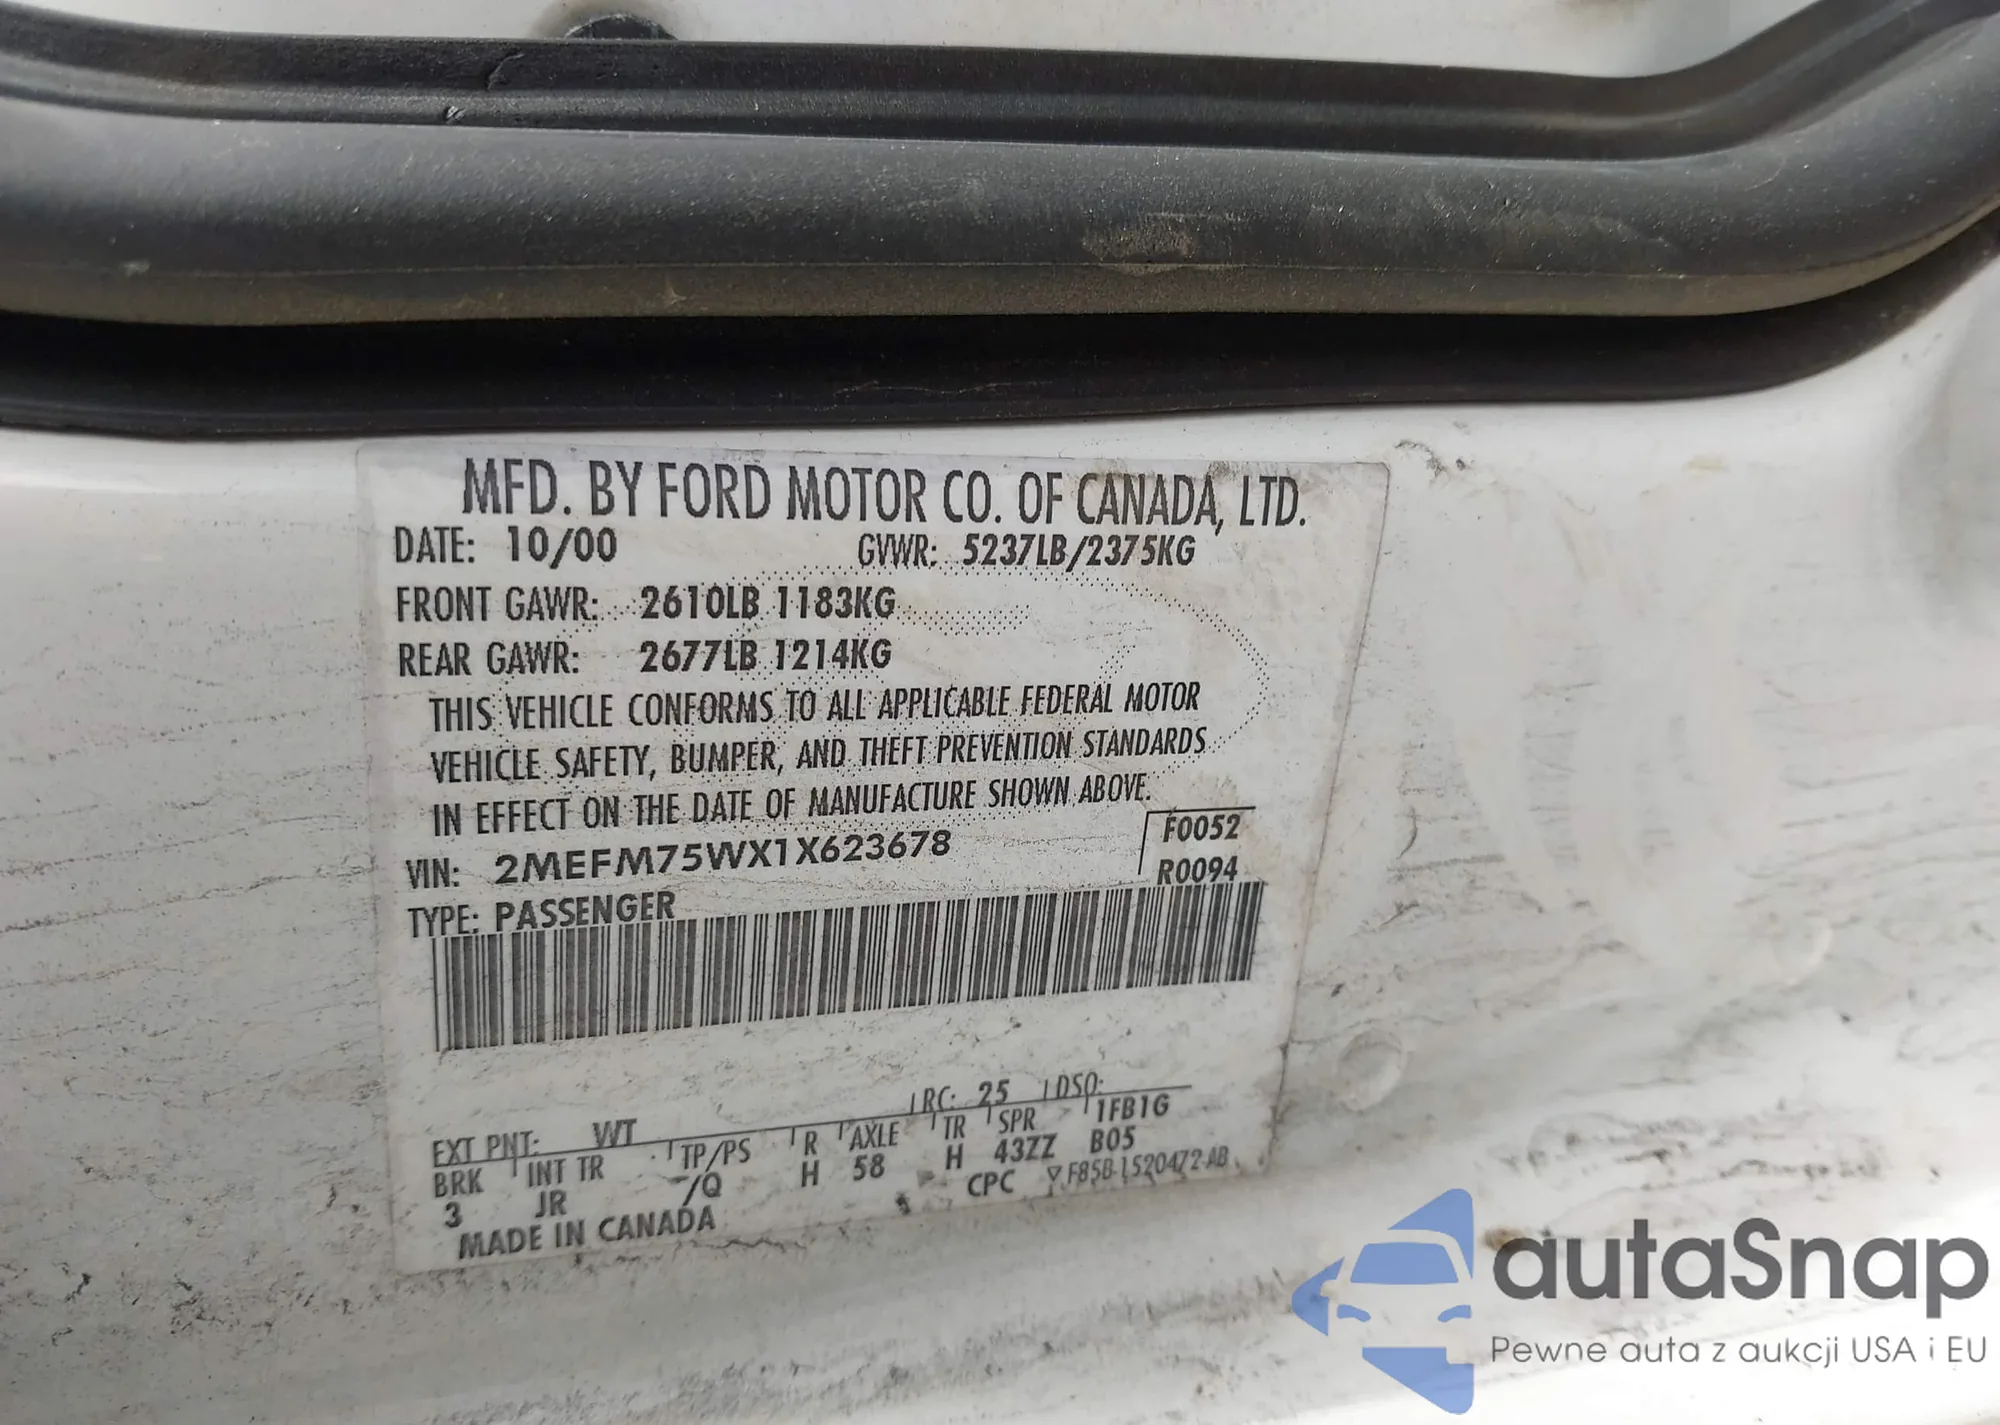 MFD. BY FORD MOTOR CO. OF CANADA, LTD.
DATE: 10/00 GVWR: 5237LB/2375KG
FRONT GAWR: 2610LB 1183KG
REAR GAWR: 2677LB 1214KG
THIS VEHICLE CONFORMS TO ALL APPLICABLE FEDERAL MOTOR
VEHICLE SAFETY, BUMPER, AND THEFT PREVENTION STANDARDS
IN EFFECT ON THE DATE OF MANUFACTURE SHOWN ABOVE.
VIN: 2MEFM75WX1X623678
F0052
R0094
TYPE: PASSENGER
EXT PNT: WT RC: 25 DSO:
BRK INT TR TP/PS R AXLE TR SPR 1FB1G
3 JR /Q H 58 H 43ZZ B05
MADE IN CANADA CPC F85B-1520472-AB
autaSnap
Pewne auta z aukcji USA i EU